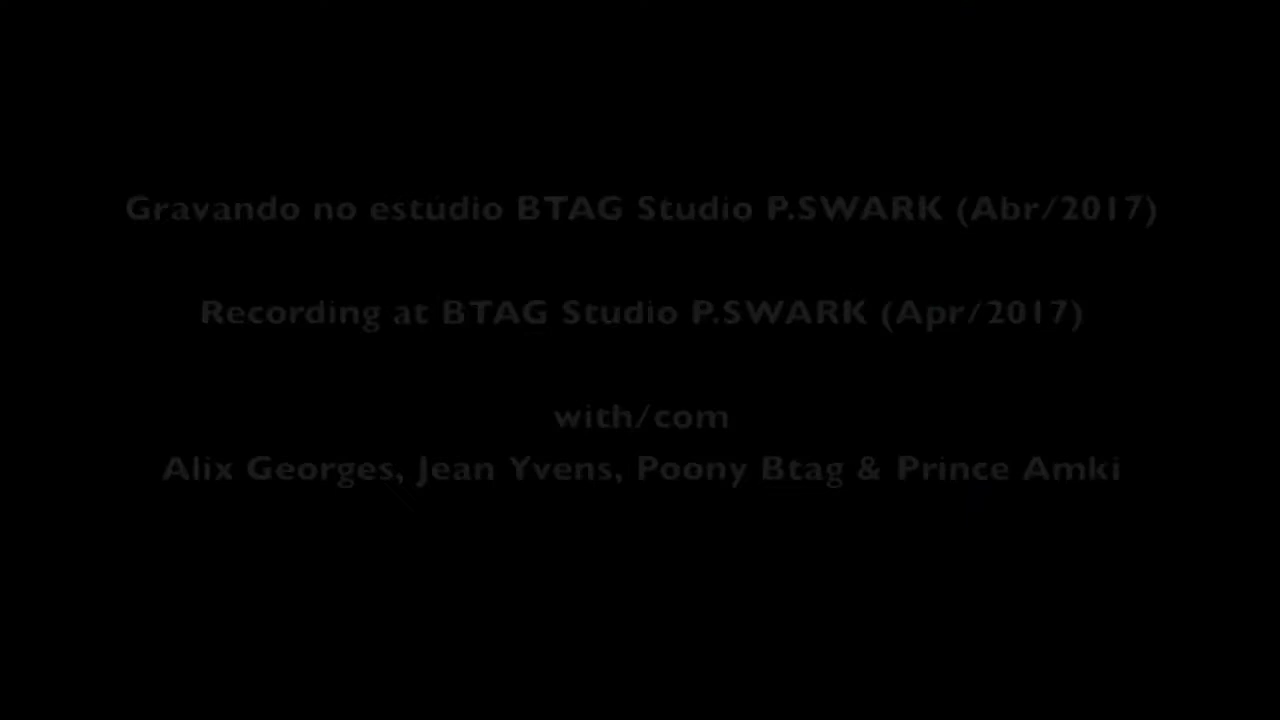 Gravando no estúdio BTAG Studio P.SWARK (Abr/2017)
Recording at BTAG Studio P.SWARK (Apr/2017)
with/com
Alix Georges, Jean Yvens, Poony Btag & Prince Amki